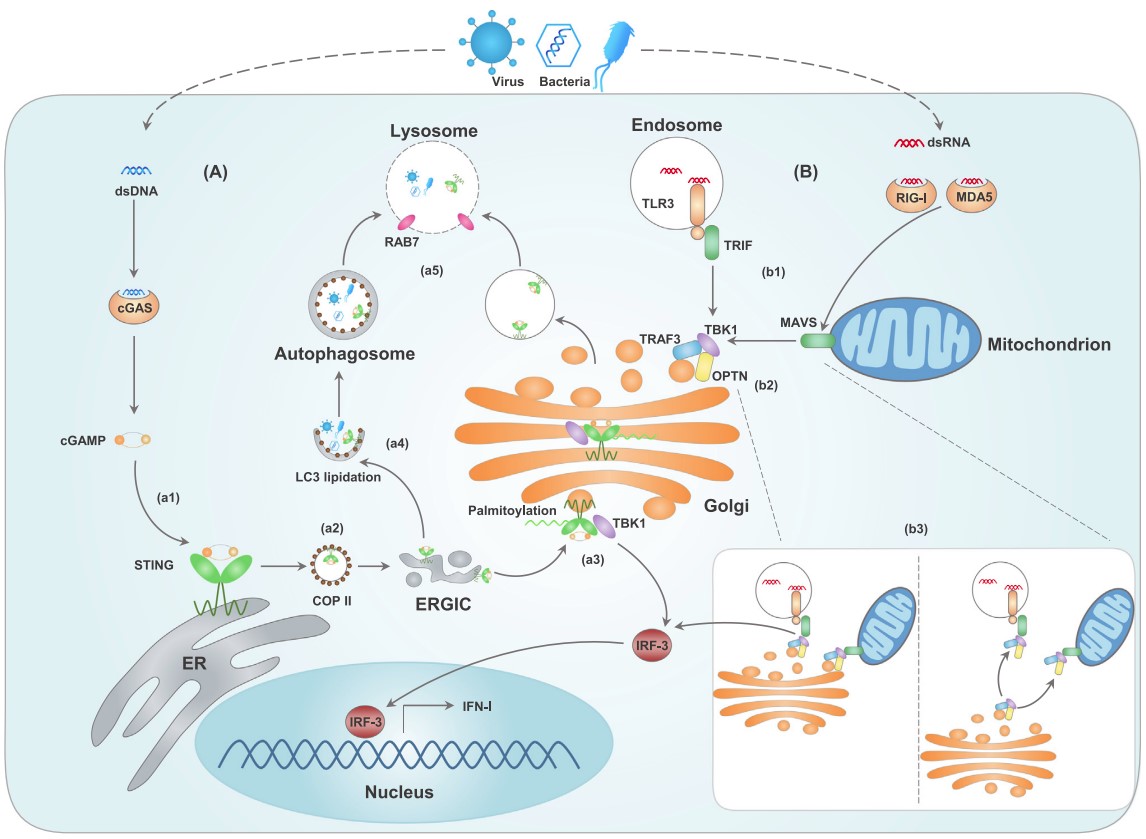 Virus
Bacteria
Lysosome
Endosome
dsRNA
(A)
(B)
dsDNA
RIG-I
MDA5
TLR3
RAB7
TRIF
(a5)
(b1)
cGAS
MAVS
TBK1
TRAF3
Mitochondrion
Autophagosome
OPTN
(b2)
cGAMP
(a4)
LC3 lipidation
(a1)
Golgi
Palmitoylation
TBK1
(a2)
(b3)
STING
(a3)
COP II
ERGIC
IRF-3
ER
IRF-3
IFN-I
Nucleus